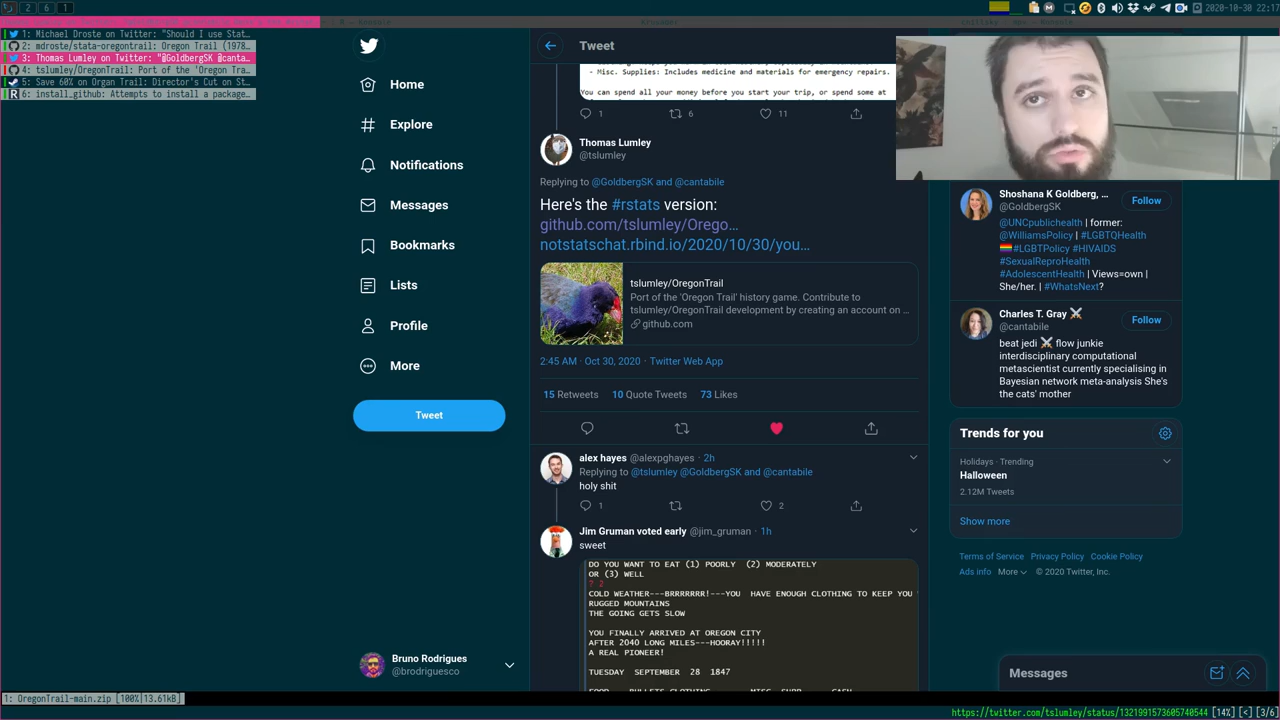 2 6 1
2020-10-30 22:17
1: Michael Droste on Twitter: "Should I use Stat…
2: mdroste/stata-oregontrail: Oregon Trail (1978…
3: Thomas Lumley on Twitter: "@GoldbergSK @canta…
4: tslumley/OregonTrail: Port of the 'Oregon Tra…
5: Save 60% on Organ Trail: Director's Cut on St…
6: install_github: Attempts to install a package…
Home
Explore
Notifications
Messages
Bookmarks
Lists
Profile
More
Tweet
Bruno Rodrigues
@brodriguesco
Tweet
- Misc. Supplies: Includes medicine and materials for emergency repairs.
You can spend all your money before you start your trip, or spend some at
1 6 11
Thomas Lumley
@tslumley
Replying to @GoldbergSK and @cantabile
Here's the #rstats version:
github.com/tslumley/Orego…
notstatschat.rbind.io/2020/10/30/you…
tslumley/OregonTrail
Port of the 'Oregon Trail' history game. Contribute to
tslumley/OregonTrail development by creating an account on …
github.com
2:45 AM · Oct 30, 2020 · Twitter Web App
15 Retweets 10 Quote Tweets 73 Likes
alex hayes @alexpghayes · 2h
Replying to @tslumley @GoldbergSK and @cantabile
holy shit
1 2
Jim Gruman voted early @jim_gruman · 1h
sweet
DO YOU WANT TO EAT (1) POORLY (2) MODERATELY
OR (3) WELL
? 2
COLD WEATHER---BRRRRRRR!---YOU HAVE ENOUGH CLOTHING TO KEEP YOU
RUGGED MOUNTAINS
THE GOING GETS SLOW
YOU FINALLY ARRIVED AT OREGON CITY
AFTER 2040 LONG MILES---HOORAY!!!!!
A REAL PIONEER!
TUESDAY SEPTEMBER 28 1847
FOOD BULLETS CLOTHING MISC. SUPP. CASH
Shoshana K Goldberg, …
@GoldbergSK
Follow
@UNCpublichealth | former:
@WilliamsPolicy | #LGBTQHealth
#LGBTPolicy #HIVAIDS
#SexualReproHealth
#AdolescentHealth | Views=own |
She/her. | #WhatsNext?
Charles T. Gray
@cantabile
Follow
beat jedi flow junkie
interdisciplinary computational
metascientist currently specialising in
Bayesian network meta-analysis She's
the cats' mother
Trends for you
Holidays · Trending
Halloween
2.12M Tweets
Show more
Terms of Service Privacy Policy Cookie Policy
Ads info More © 2020 Twitter, Inc.
Messages
1: OregonTrail-main.zip [100%|13.61kB]
https://twitter.com/tslumley/status/1321991573605740544 [14%] [<] [3/6]